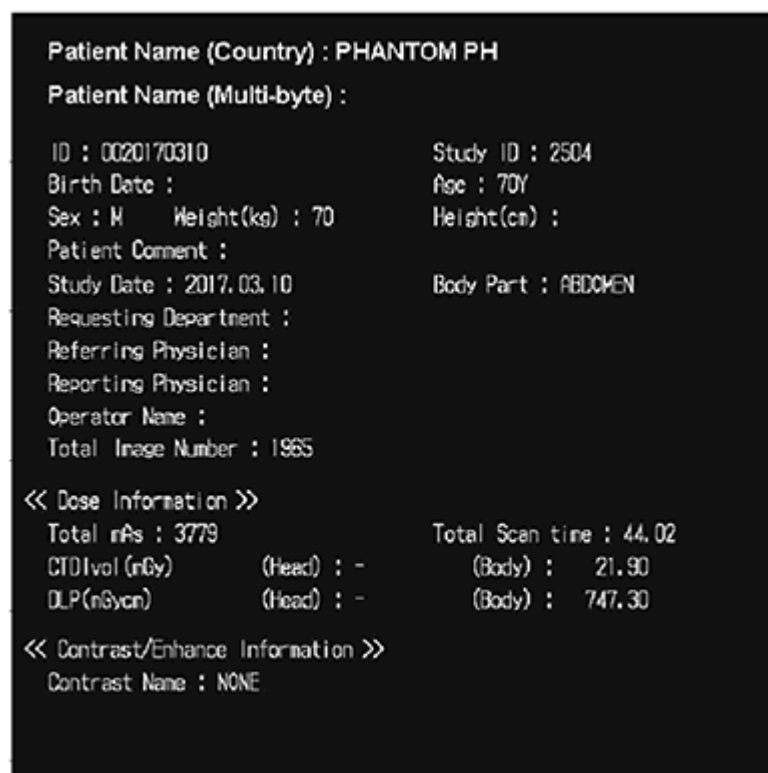 Patient Name (Country) : PHANTOM PH
Patient Name (Multi-byte) :
ID : 0020170310 Study ID : 2504
Birth Date : Age : 70Y
Sex : M Weight(kg) : 70 Height(cm) :
Patient Comment :
Study Date : 2017.03.10 Body Part : ABDOMEN
Requesting Department :
Referring Physician :
Reporting Physician :
Operator Name :
Total Image Number : 1965
≪ Dose Information ≫
Total mAs : 3779 Total Scan time : 44.02
CTDIvol(mGy) (Head) : - (Body) : 21.90
DLP(mGycm) (Head) : - (Body) : 747.30
≪ Contrast/Enhance Information ≫
Contrast Name : NONE